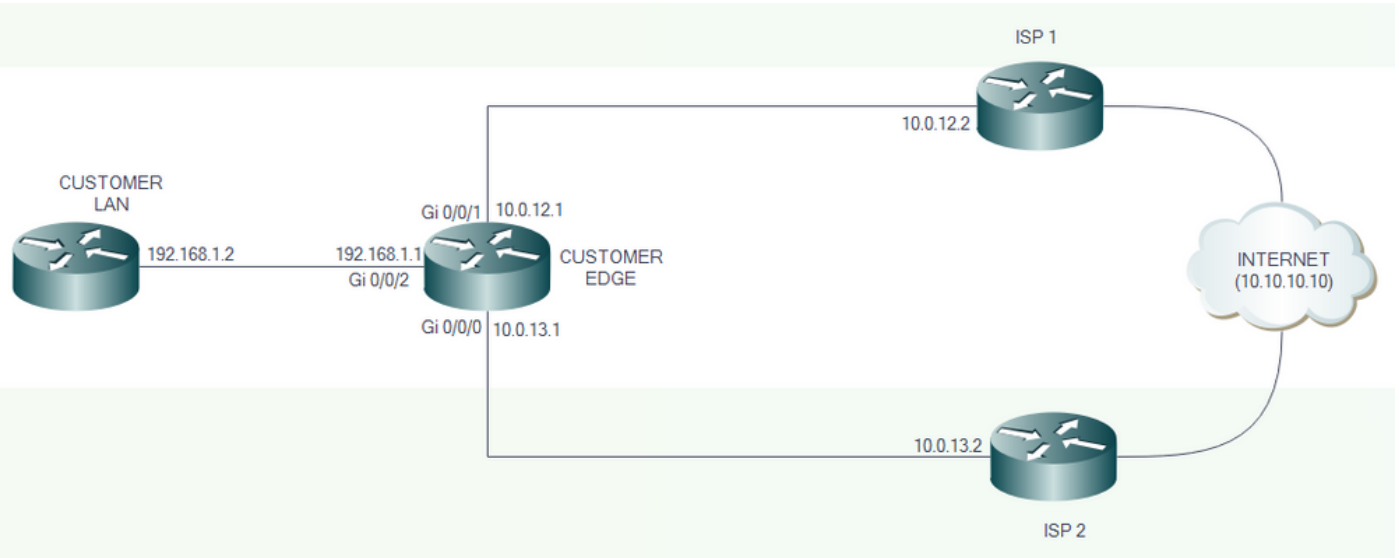 ISP 1
10.0.12.2
CUSTOMER
LAN
192.168.1.2
192.168.1.1
Gi 0/0/2
Gi 0/0/1
10.0.12.1
CUSTOMER
EDGE
Gi 0/0/0
10.0.13.1
INTERNET
(10.10.10.10)
10.0.13.2
ISP 2